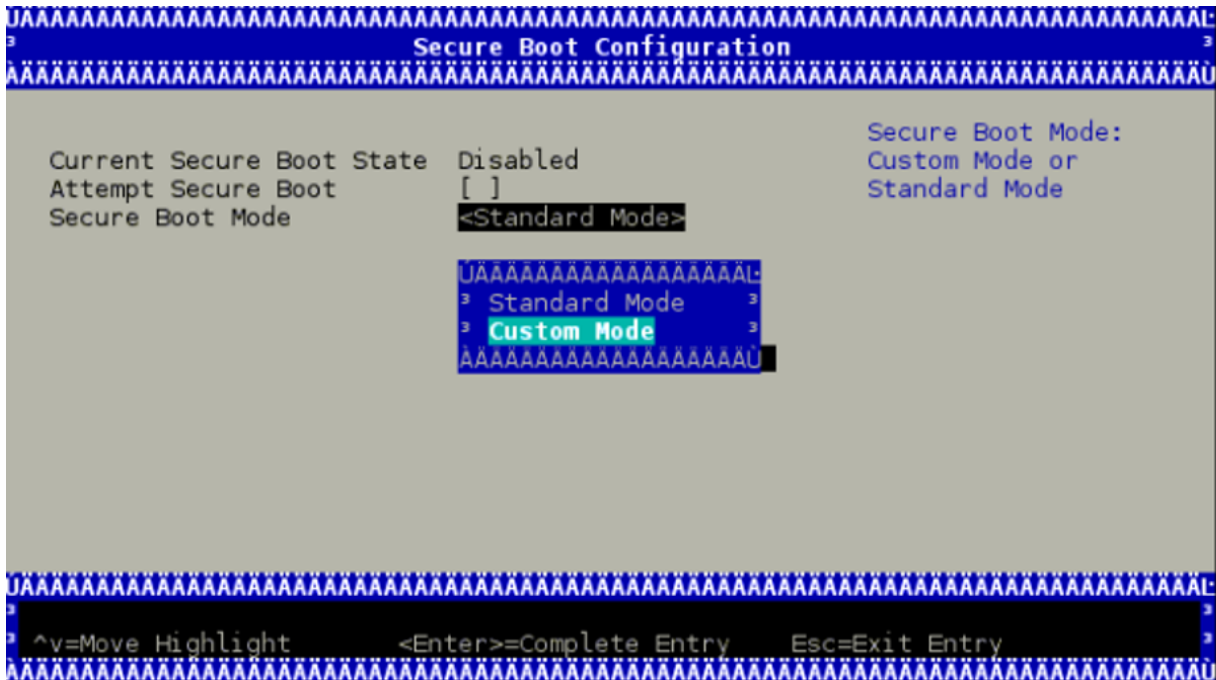 Secure Boot Configuration
Secure Boot Mode:
Current Secure Boot State Disabled Custom Mode or
Attempt Secure Boot [ ] Standard Mode
Secure Boot Mode <Standard Mode>
Standard Mode
Custom Mode
^v=Move Highlight <Enter>=Complete Entry Esc=Exit Entry